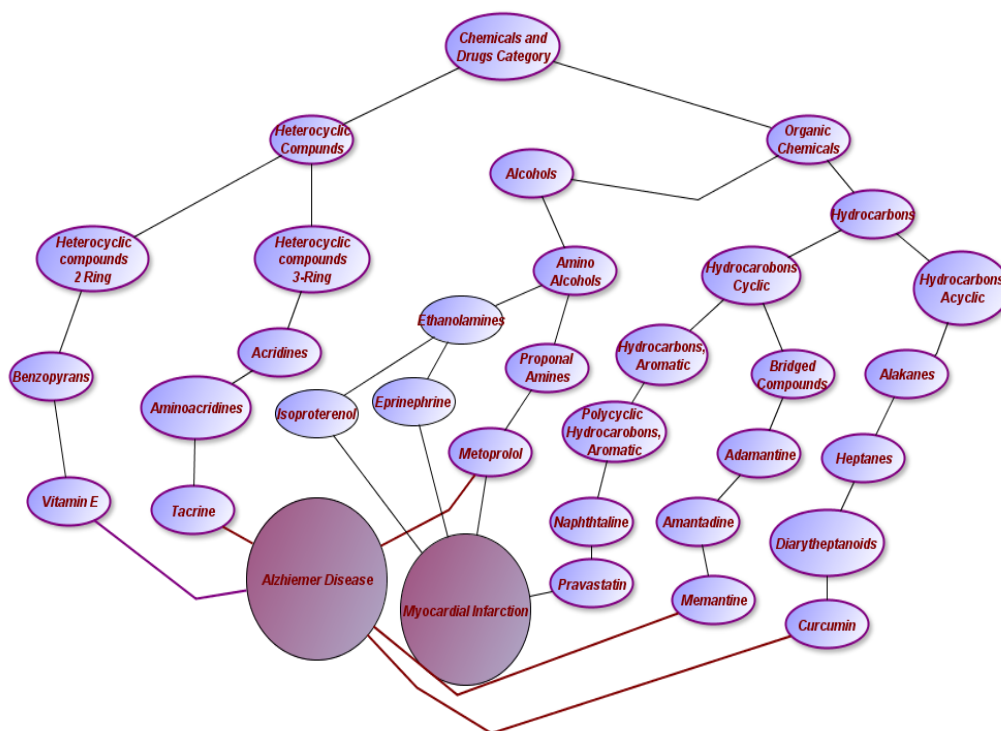 Chemicals and
Drugs Category
Heterocyclic
Compunds
Organic
Chemicals
Alcohols
Hydrocarbons
Heterocyclic
compounds
2 Ring
Heterocyclic
compounds
3-Ring
Amino
Alcohols
Hydrocarobons
Cyclic
Hydrocarbons
Acyclic
Ethanolamines
Acridines
Proponal
Amines
Hydrocarbons,
Aromatic
Bridged
Compounds
Alakanes
Benzopyrans
Aminoacridines
Isoproterenol
Eprinephrine
Polycyclic
Hydrocarobons,
Aromatic
Metoprolol
Adamantine
Heptanes
Vitamin E
Tacrine
Naphthtaline
Amantadine
Diarytheptanoids
Alzhiemer Disease
Myocardial Infarction
Pravastatin
Memantine
Curcumin